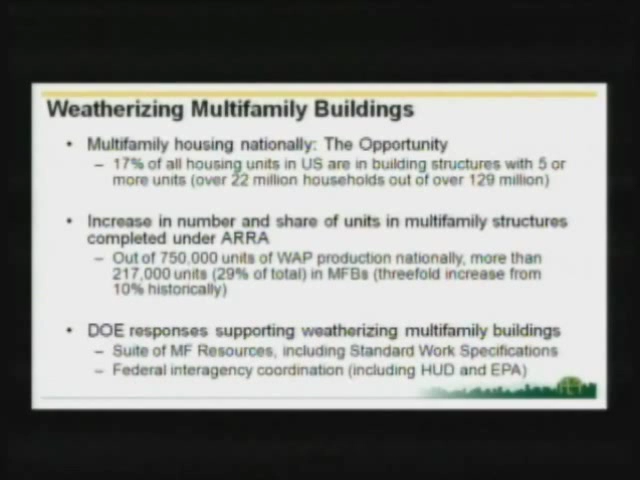 Weatherizing Multifamily Buildings
• Multifamily housing nationally: The Opportunity
– 17% of all housing units in US are in building structures with 5 or
more units (over 22 million households out of over 129 million)
• Increase in number and share of units in multifamily structures
completed under ARRA
– Out of 750,000 units of WAP production nationally, more than
217,000 units (29% of total) in MFBs (threefold increase from
10% historically)
• DOE responses supporting weatherizing multifamily buildings
– Suite of MF Resources, including Standard Work Specifications
– Federal interagency coordination (including HUD and EPA)